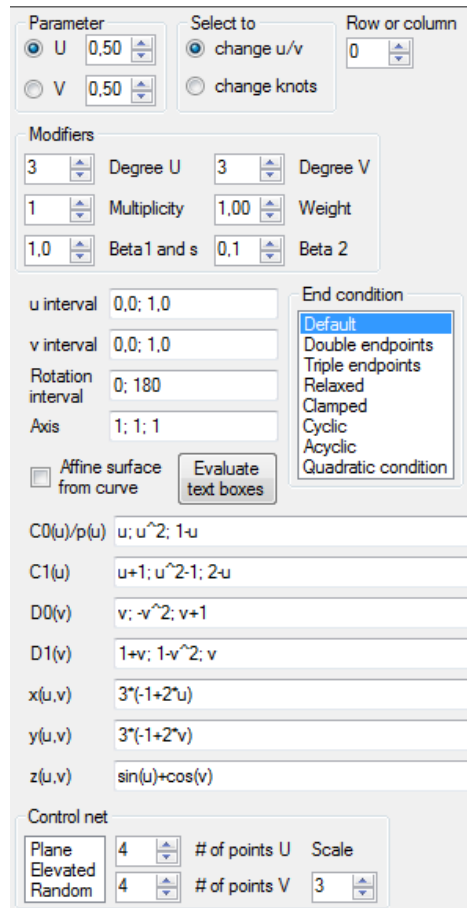 Parameter Select to Row or column
U 0,50 change u/v 0
V 0,50 change knots
Modifiers
3 Degree U 3 Degree V
1 Multiplicity 1,00 Weight
1,0 Beta1 and s 0,1 Beta 2
u interval 0,0; 1,0
v interval 0,0; 1,0
Rotation interval 0; 180
Axis 1; 1; 1
Affine surface from curve
Evaluate text boxes
End condition
Default
Double endpoints
Triple endpoints
Relaxed
Clamped
Cyclic
Acyclic
Quadratic condition
C0(u)/p(u) u; u^2; 1-u
C1(u) u+1; u^2-1; 2-u
D0(v) v; -v^2; v+1
D1(v) 1+v; 1-v^2; v
x(u,v) 3*(-1+2*u)
y(u,v) 3*(-1+2*v)
z(u,v) sin(u)+cos(v)
Control net
Plane
Elevated
Random
4 # of points U Scale
4 # of points V 3